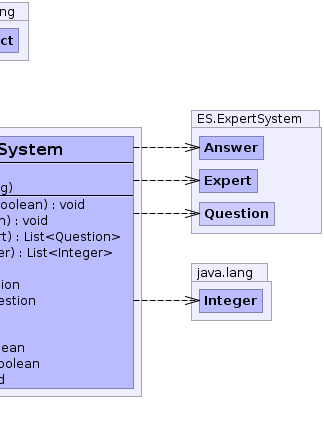 ng
ct
ES.ExpertSystem
System
Answer
Expert
g)
oolean) : void
Question
n) : void
rt) : List<Question>
er) : List<Integer>
java.lang
ion
estion
Integer
lean
oolean
d